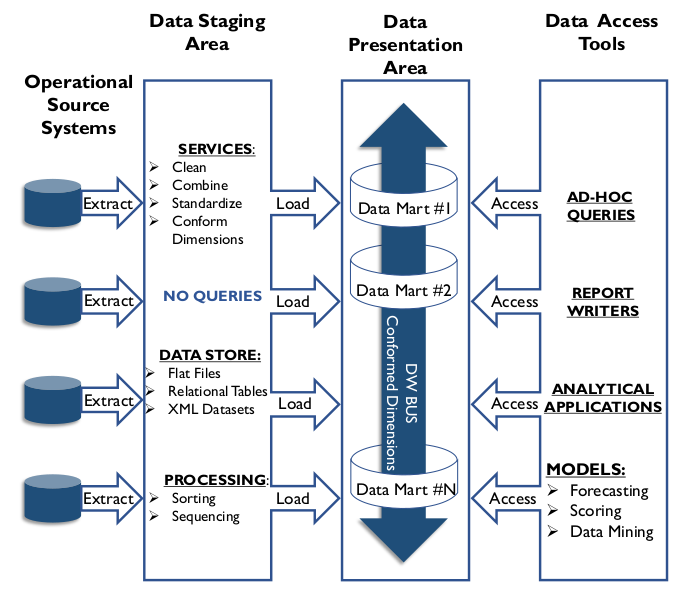 Operational
Source
Systems
Extract
Extract
Extract
Extract
Data Staging
Area
SERVICES:
Clean
Combine
Standardize
Conform
Dimensions
NO QUERIES
DATA STORE:
Flat Files
Relational Tables
XML Datasets
PROCESSING:
Sorting
Sequencing
Load
Load
Load
Load
Data
Presentation
Area
Data Mart #1
Data Mart #2
DW BUS
Conformed Dimensions
Data Mart #N
Access
Access
Access
Access
Data Access
Tools
AD-HOC
QUERIES
REPORT
WRITERS
ANALYTICAL
APPLICATIONS
MODELS:
Forecasting
Scoring
Data Mining